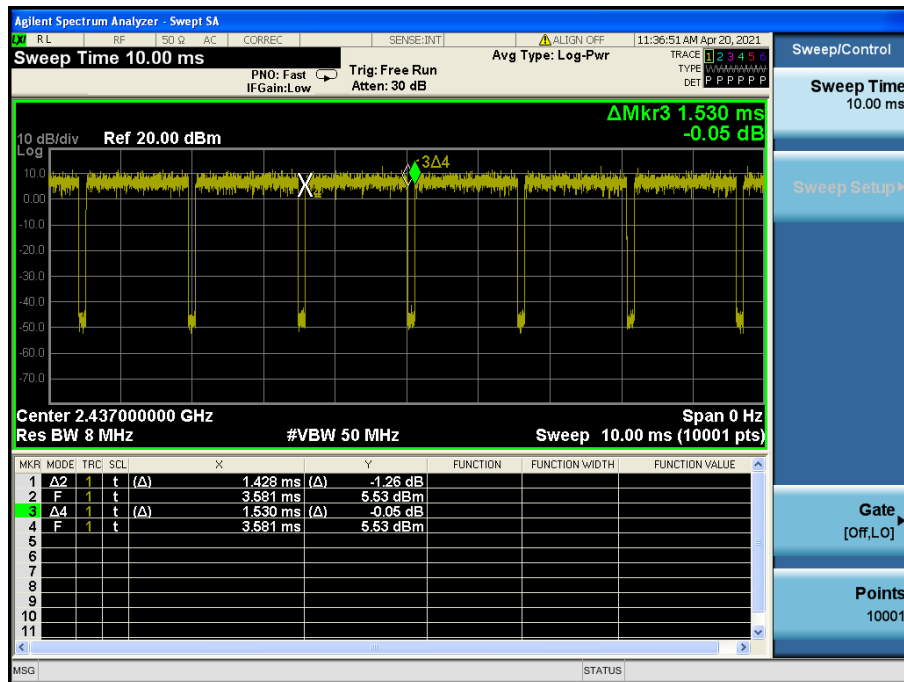 Agilent Spectrum Analyzer - Swept SA
LXI RL RF 50 Ω AC CORREC SENSE:INT ALIGN OFF 11:36:51 AM Apr 20, 2021
Sweep Time 10.00 ms
PNO: Fast
IFGain:Low
Trig: Free Run
Atten: 30 dB
Avg Type: Log-Pwr
TRACE 1 2 3 4 5 6
TYPE WWWWWW
DET P P P P P P
ΔMkr3 1.530 ms
-0.05 dB
10 dB/div Ref 20.00 dBm
Log
10.0
0.00
-10.0
-20.0
-30.0
-40.0
-50.0
-60.0
-70.0
X4
3Δ4
Center 2.437000000 GHz Span 0 Hz
Res BW 8 MHz #VBW 50 MHz Sweep 10.00 ms (10001 pts)
MKR MODE TRC SCL X Y FUNCTION FUNCTION WIDTH FUNCTION VALUE
1 Δ2 1 t (Δ) 1.428 ms (Δ) -1.26 dB
2 F 1 t 3.581 ms 5.53 dBm
3 Δ4 1 t (Δ) 1.530 ms (Δ) -0.05 dB
4 F 1 t 3.581 ms 5.53 dBm
5
6
7
8
9
10
11
MSG STATUS
Sweep/Control
Sweep Time
10.00 ms
Sweep Setup
Gate
[Off,LO]
Points
10001